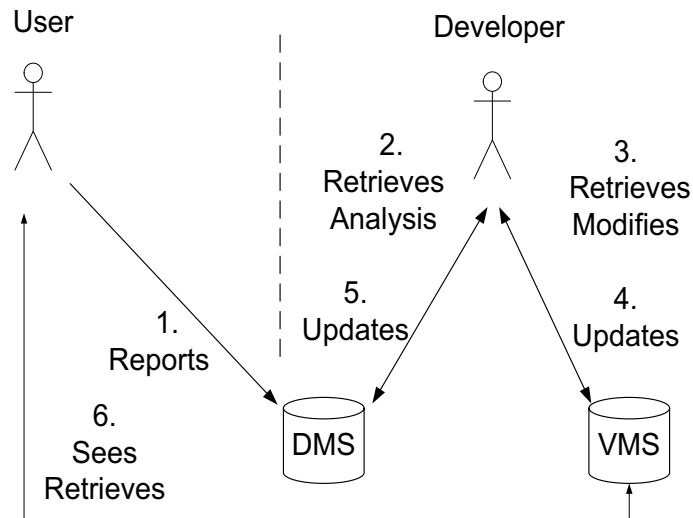 User
Developer
2.
Retrieves
Analysis
3.
Retrieves
Modifies
5.
Updates
4.
Updates
1.
Reports
6.
Sees
Retrieves
DMS
VMS